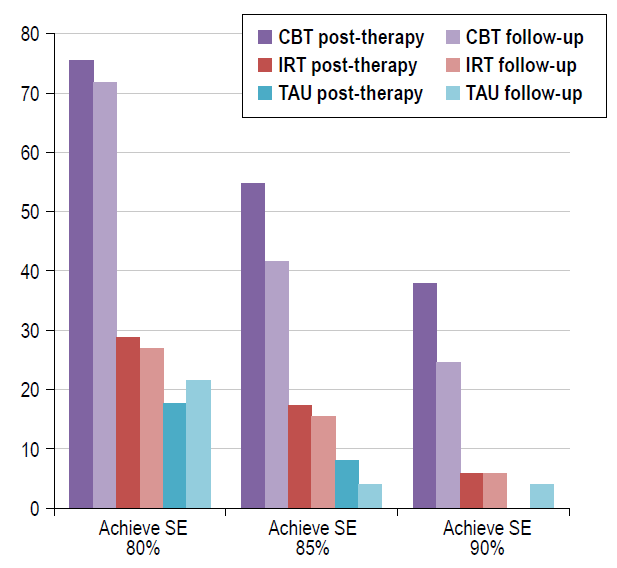 80
70
60
50
40
30
20
10
0
CBT post-therapy CBT follow-up
IRT post-therapy IRT follow-up
TAU post-therapy TAU follow-up
Achieve SE
80%
Achieve SE
85%
Achieve SE
90%